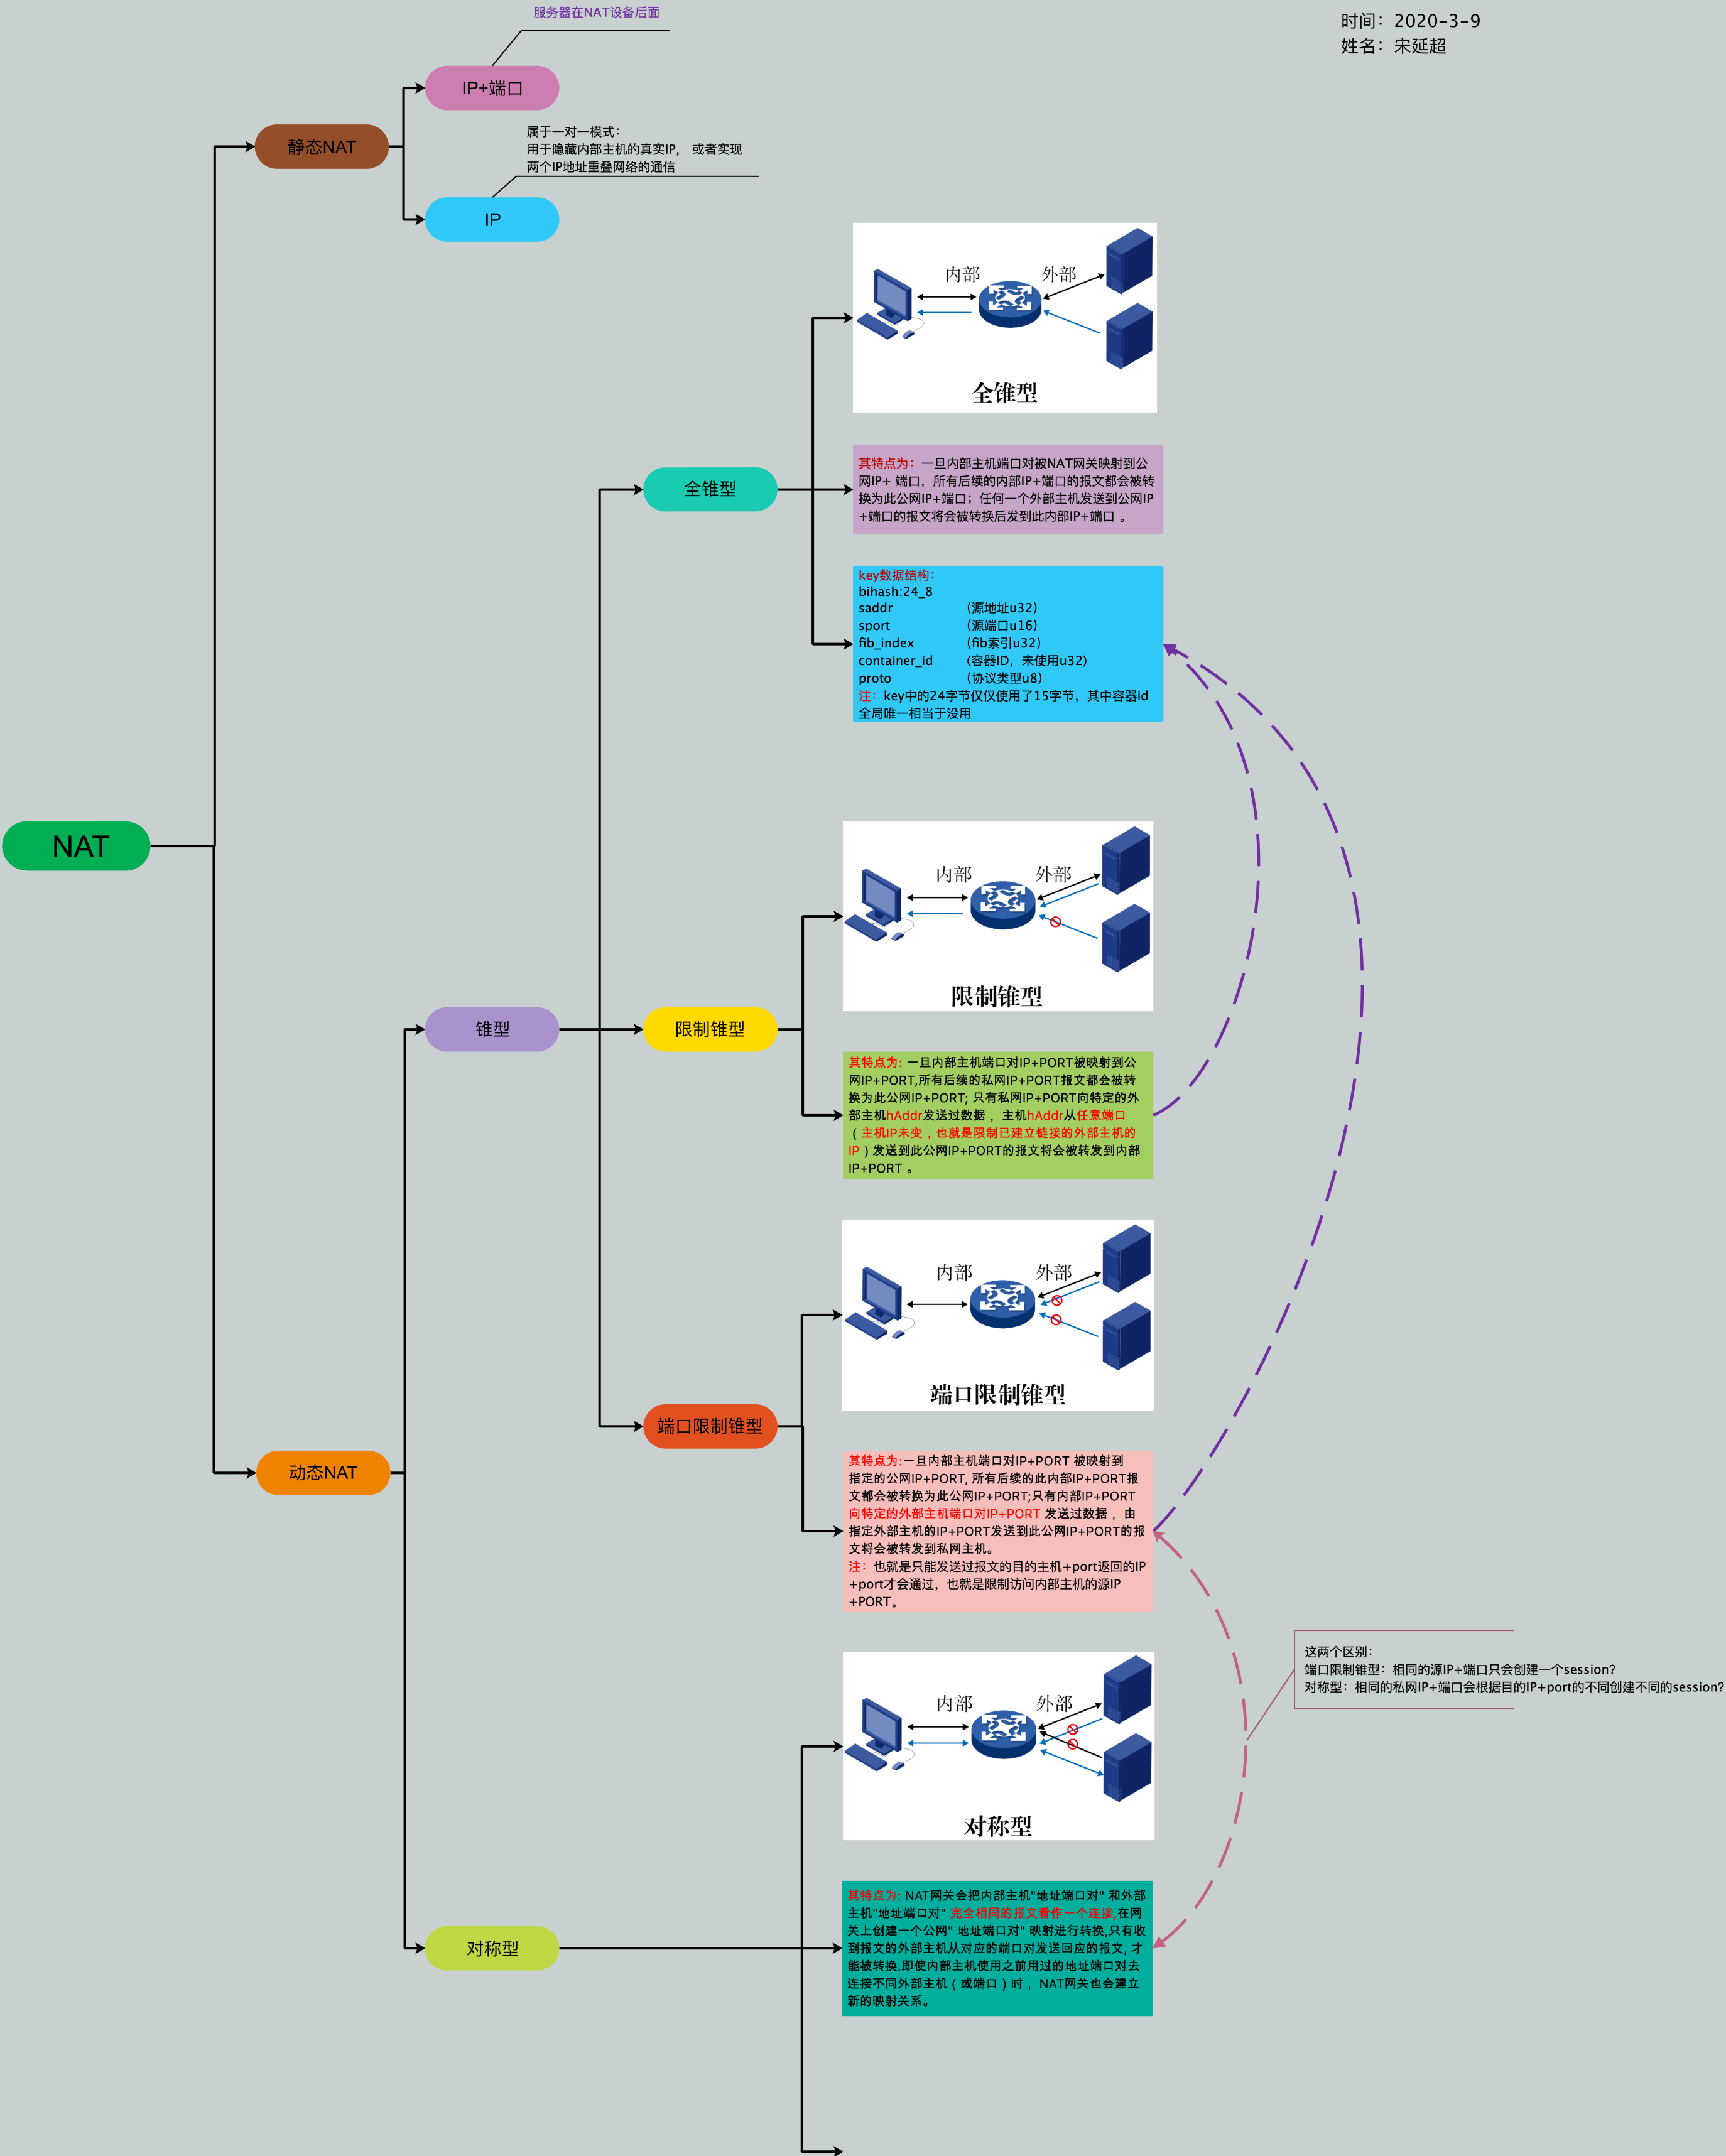 服务器在NAT设备后面
时间：2020-3-9
姓名：宋延超
IP+端口
静态NAT
属于一对一模式：
用于隐藏内部主机的真实IP， 或者实现
两个IP地址重叠网络的通信
IP
内部
外部
全锥型
全锥型
其特点为：一旦内部主机端口对被NAT网关映射到公
网IP+ 端口，所有后续的内部IP+端口的报文都会被转
换为此公网IP+端口；任何一个外部主机发送到公网IP
+端口的报文将会被转换后发到此内部IP+端口 。
key数据结构：
bihash:24_8
saddr （源地址u32）
sport （源端口u16）
fib_index （fib索引u32）
container_id （容器ID，未使用u32)
proto （协议类型u8）
注：key中的24字节仅仅使用了15字节，其中容器id
全局唯一相当于没用
NAT
内部
外部
限制锥型
锥型
限制锥型
其特点为: 一旦内部主机端口对IP+PORT被映射到公
网IP+PORT,所有后续的私网IP+PORT报文都会被转
换为此公网IP+PORT; 只有私网IP+PORT向特定的外
部主机hAddr发送过数据 ，主机hAddr从任意端口
（ 主机IP未变，也就是限制已建立链接的外部主机的
IP ) 发送到此公网IP+PORT的报文将会被转发到内部
IP+PORT 。
内部
外部
端口限制锥型
端口限制锥型
动态NAT
其特点为:一旦内部主机端口对IP+PORT 被映射到
指定的公网IP+PORT, 所有后续的此内部IP+PORT报
文都会被转换为此公网IP+PORT;只有内部IP+PORT
向特定的外部主机端口对IP+PORT 发送过数据 ，由
指定外部主机的IP+PORT发送到此公网IP+PORT的报
文将会被转发到私网主机。
注：也就是只能发送过报文的目的主机+port返回的IP
+port才会通过，也就是限制访问内部主机的源IP
+PORT。
这两个区别：
端口限制锥型：相同的源IP+端口只会创建一个session?
对称型：相同的私网IP+端口会根据目的IP+port的不同创建不同的session?
内部
外部
对称型
对称型
其特点为: NAT网关会把内部主机"地址端口对" 和外部
主机"地址端口对" 完全相同的报文看作一个连接,在网
关上创建一个公网" 地址端口对" 映射进行转换,只有收
到报文的外部主机从对应的端口对发送回应的报文, 才
能被转换.即使内部主机使用之前用过的地址端口对去
连接不同外部主机 ( 或端口 ) 时 ，NAT网关也会建立
新的映射关系。